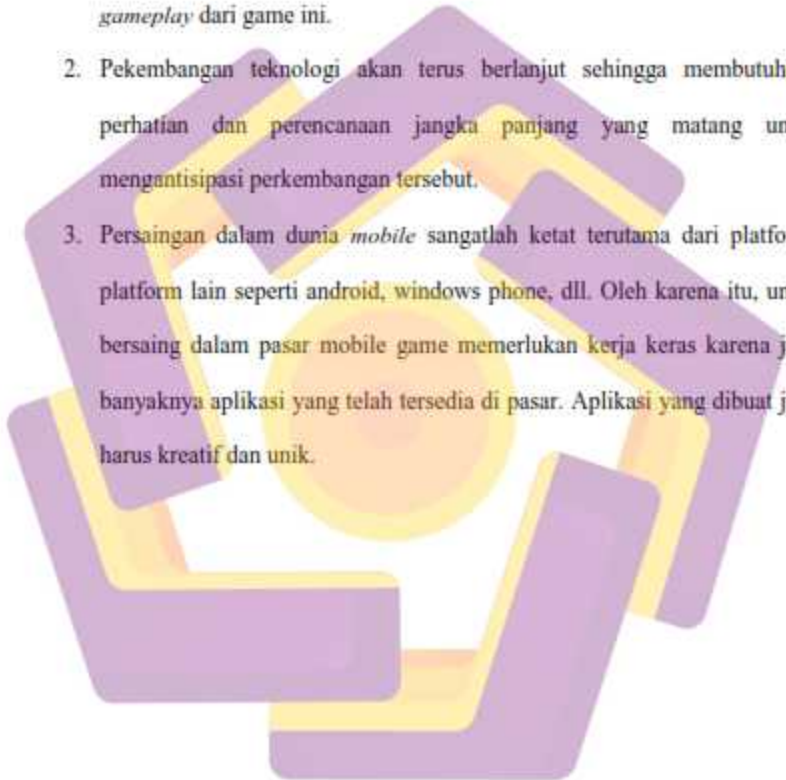 gameplay dari game ini.
2. Pekembangan teknologi akan terus berlanjut sehingga membutuh
perhatian dan perencanaan jangka panjang yang matang un
mengantisipasi perkembangan tersebut.
3. Persaingan dalam dunia mobile sangatlah ketat terutama dari platfo
platform lain seperti android, windows phone, dll. Oleh karena itu, un
bersaing dalam pasar mobile game memerlukan kerja keras karena j
banyaknya aplikasi yang telah tersedia di pasar. Aplikasi yang dibuat j
harus kreatif dan unik.